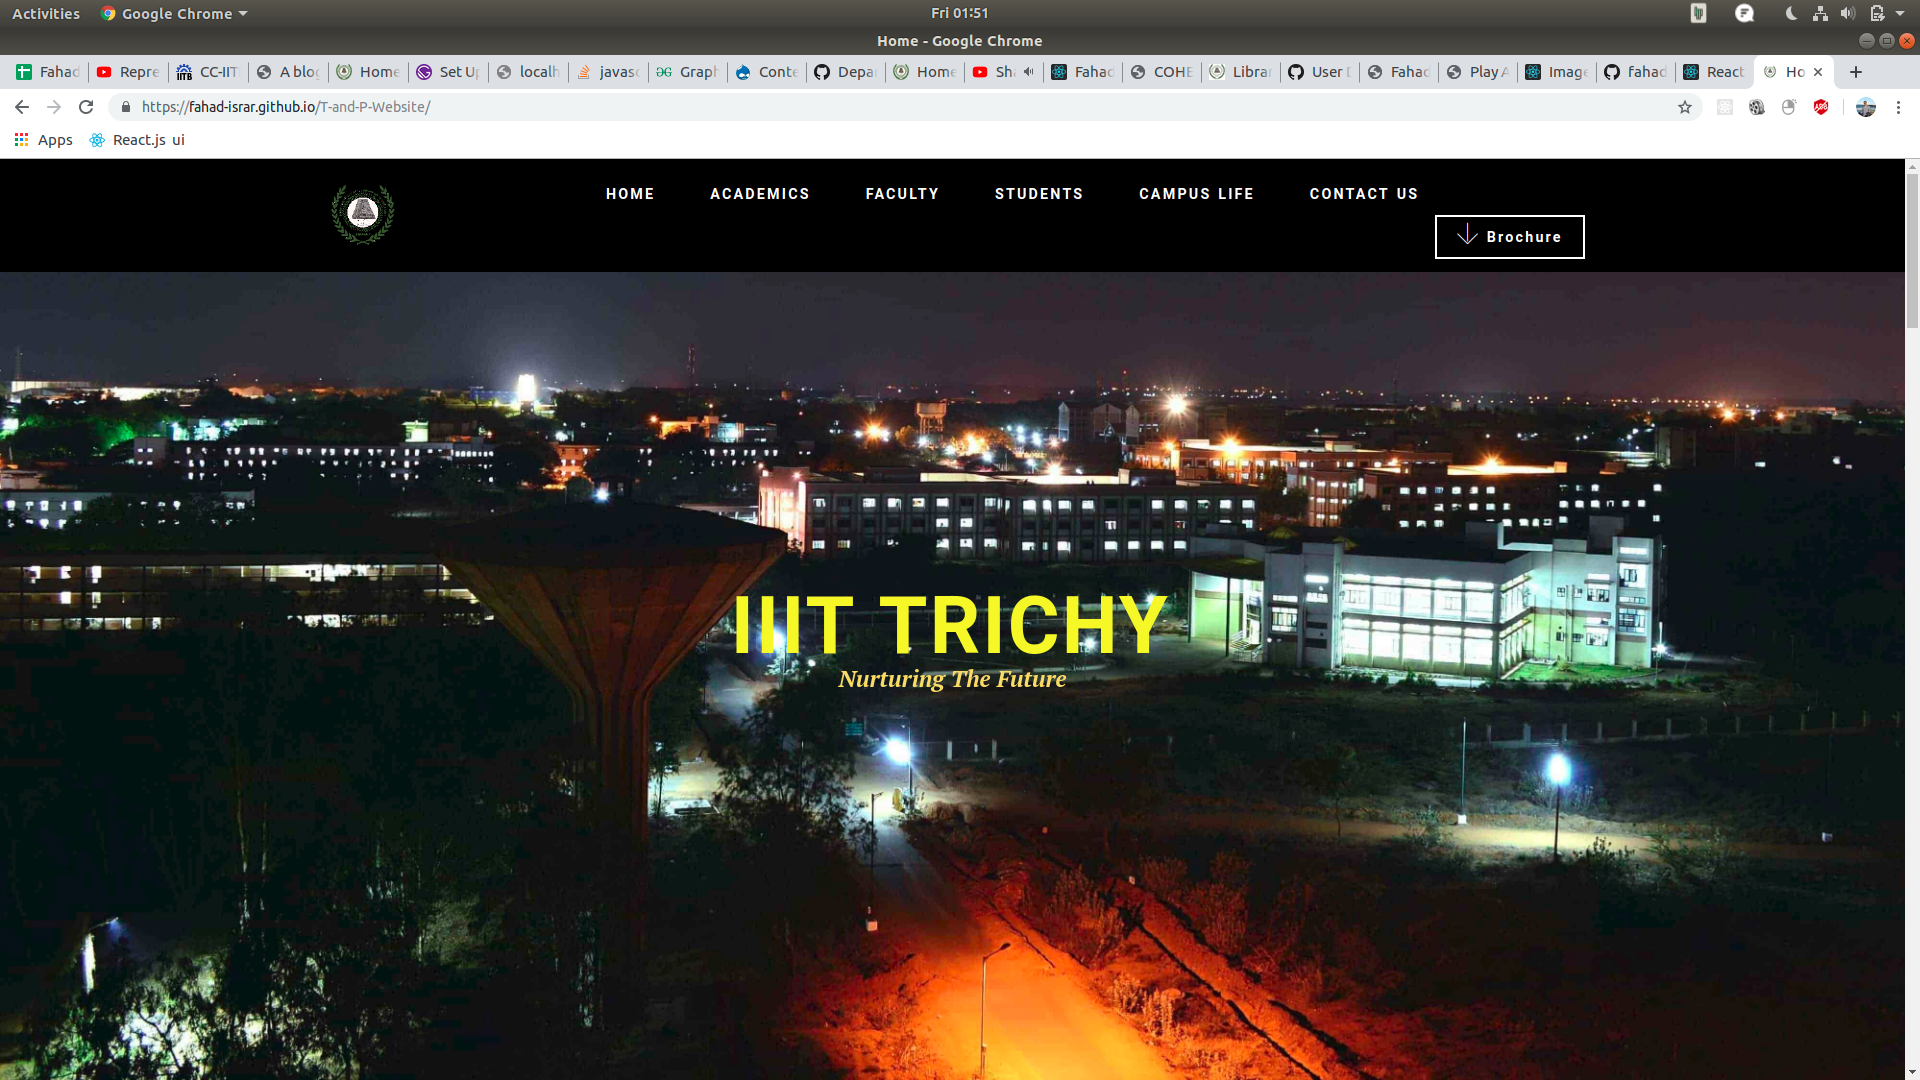 Activities Google Chrome Fri 01:51
Home - Google Chrome
Fahad Repre CC-IIT A blog Home Set Up localh javasc Graph Conte Depa Home Sh Fahad COHE Librar User D Fahad Play A Image fahad React Ho
https://fahad-israr.github.io/T-and-P-Website/
Apps React.js ui
HOME ACADEMICS FACULTY STUDENTS CAMPUS LIFE CONTACT US
Brochure
IIIT TRICHY
Nurturing The Future